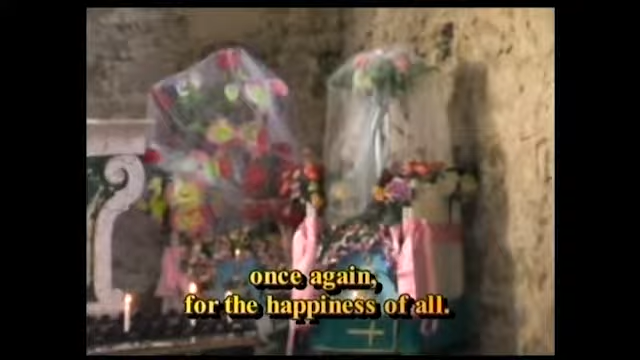 once again,
for the happiness of all.